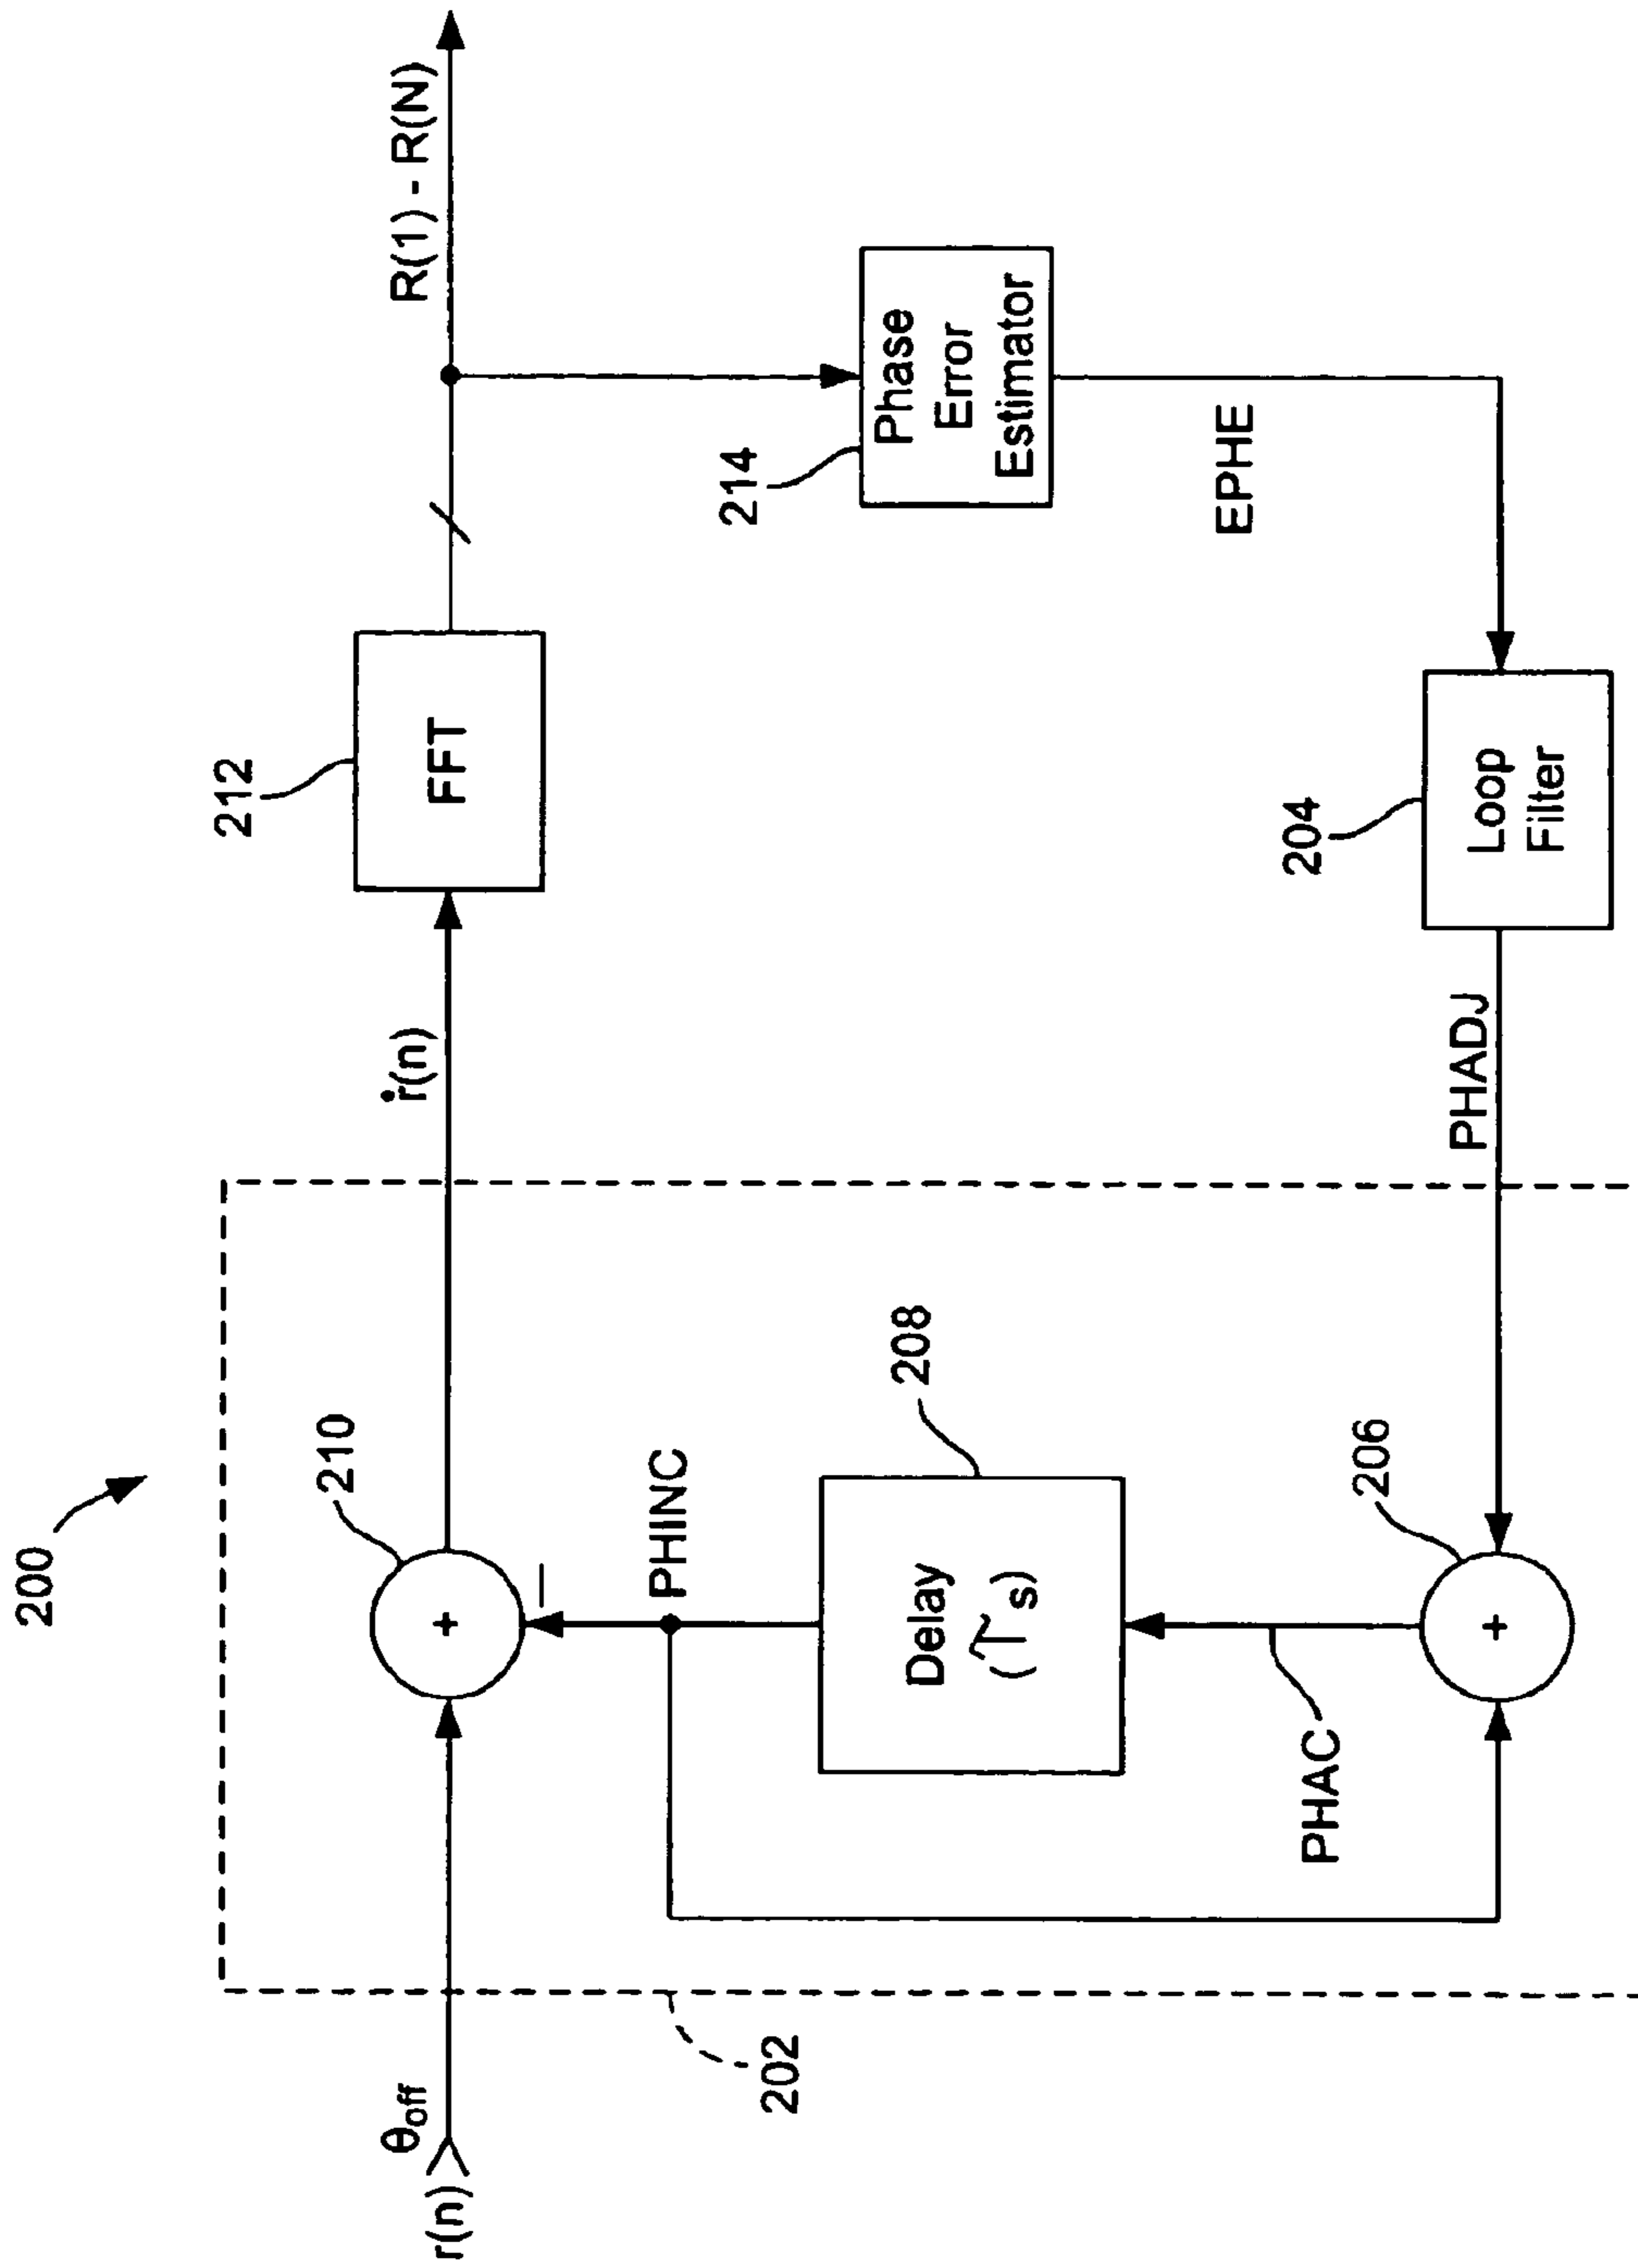 200
r(n)
θoff
202
210
ṙ(n)
212
FFT
R(1) - R(N)
PHINC
208
Delay
(T̃s)
214
Phase
Error
Estimator
PHAC
206
PHADJ
204
Loop
Filter
EPHE
+
−
+